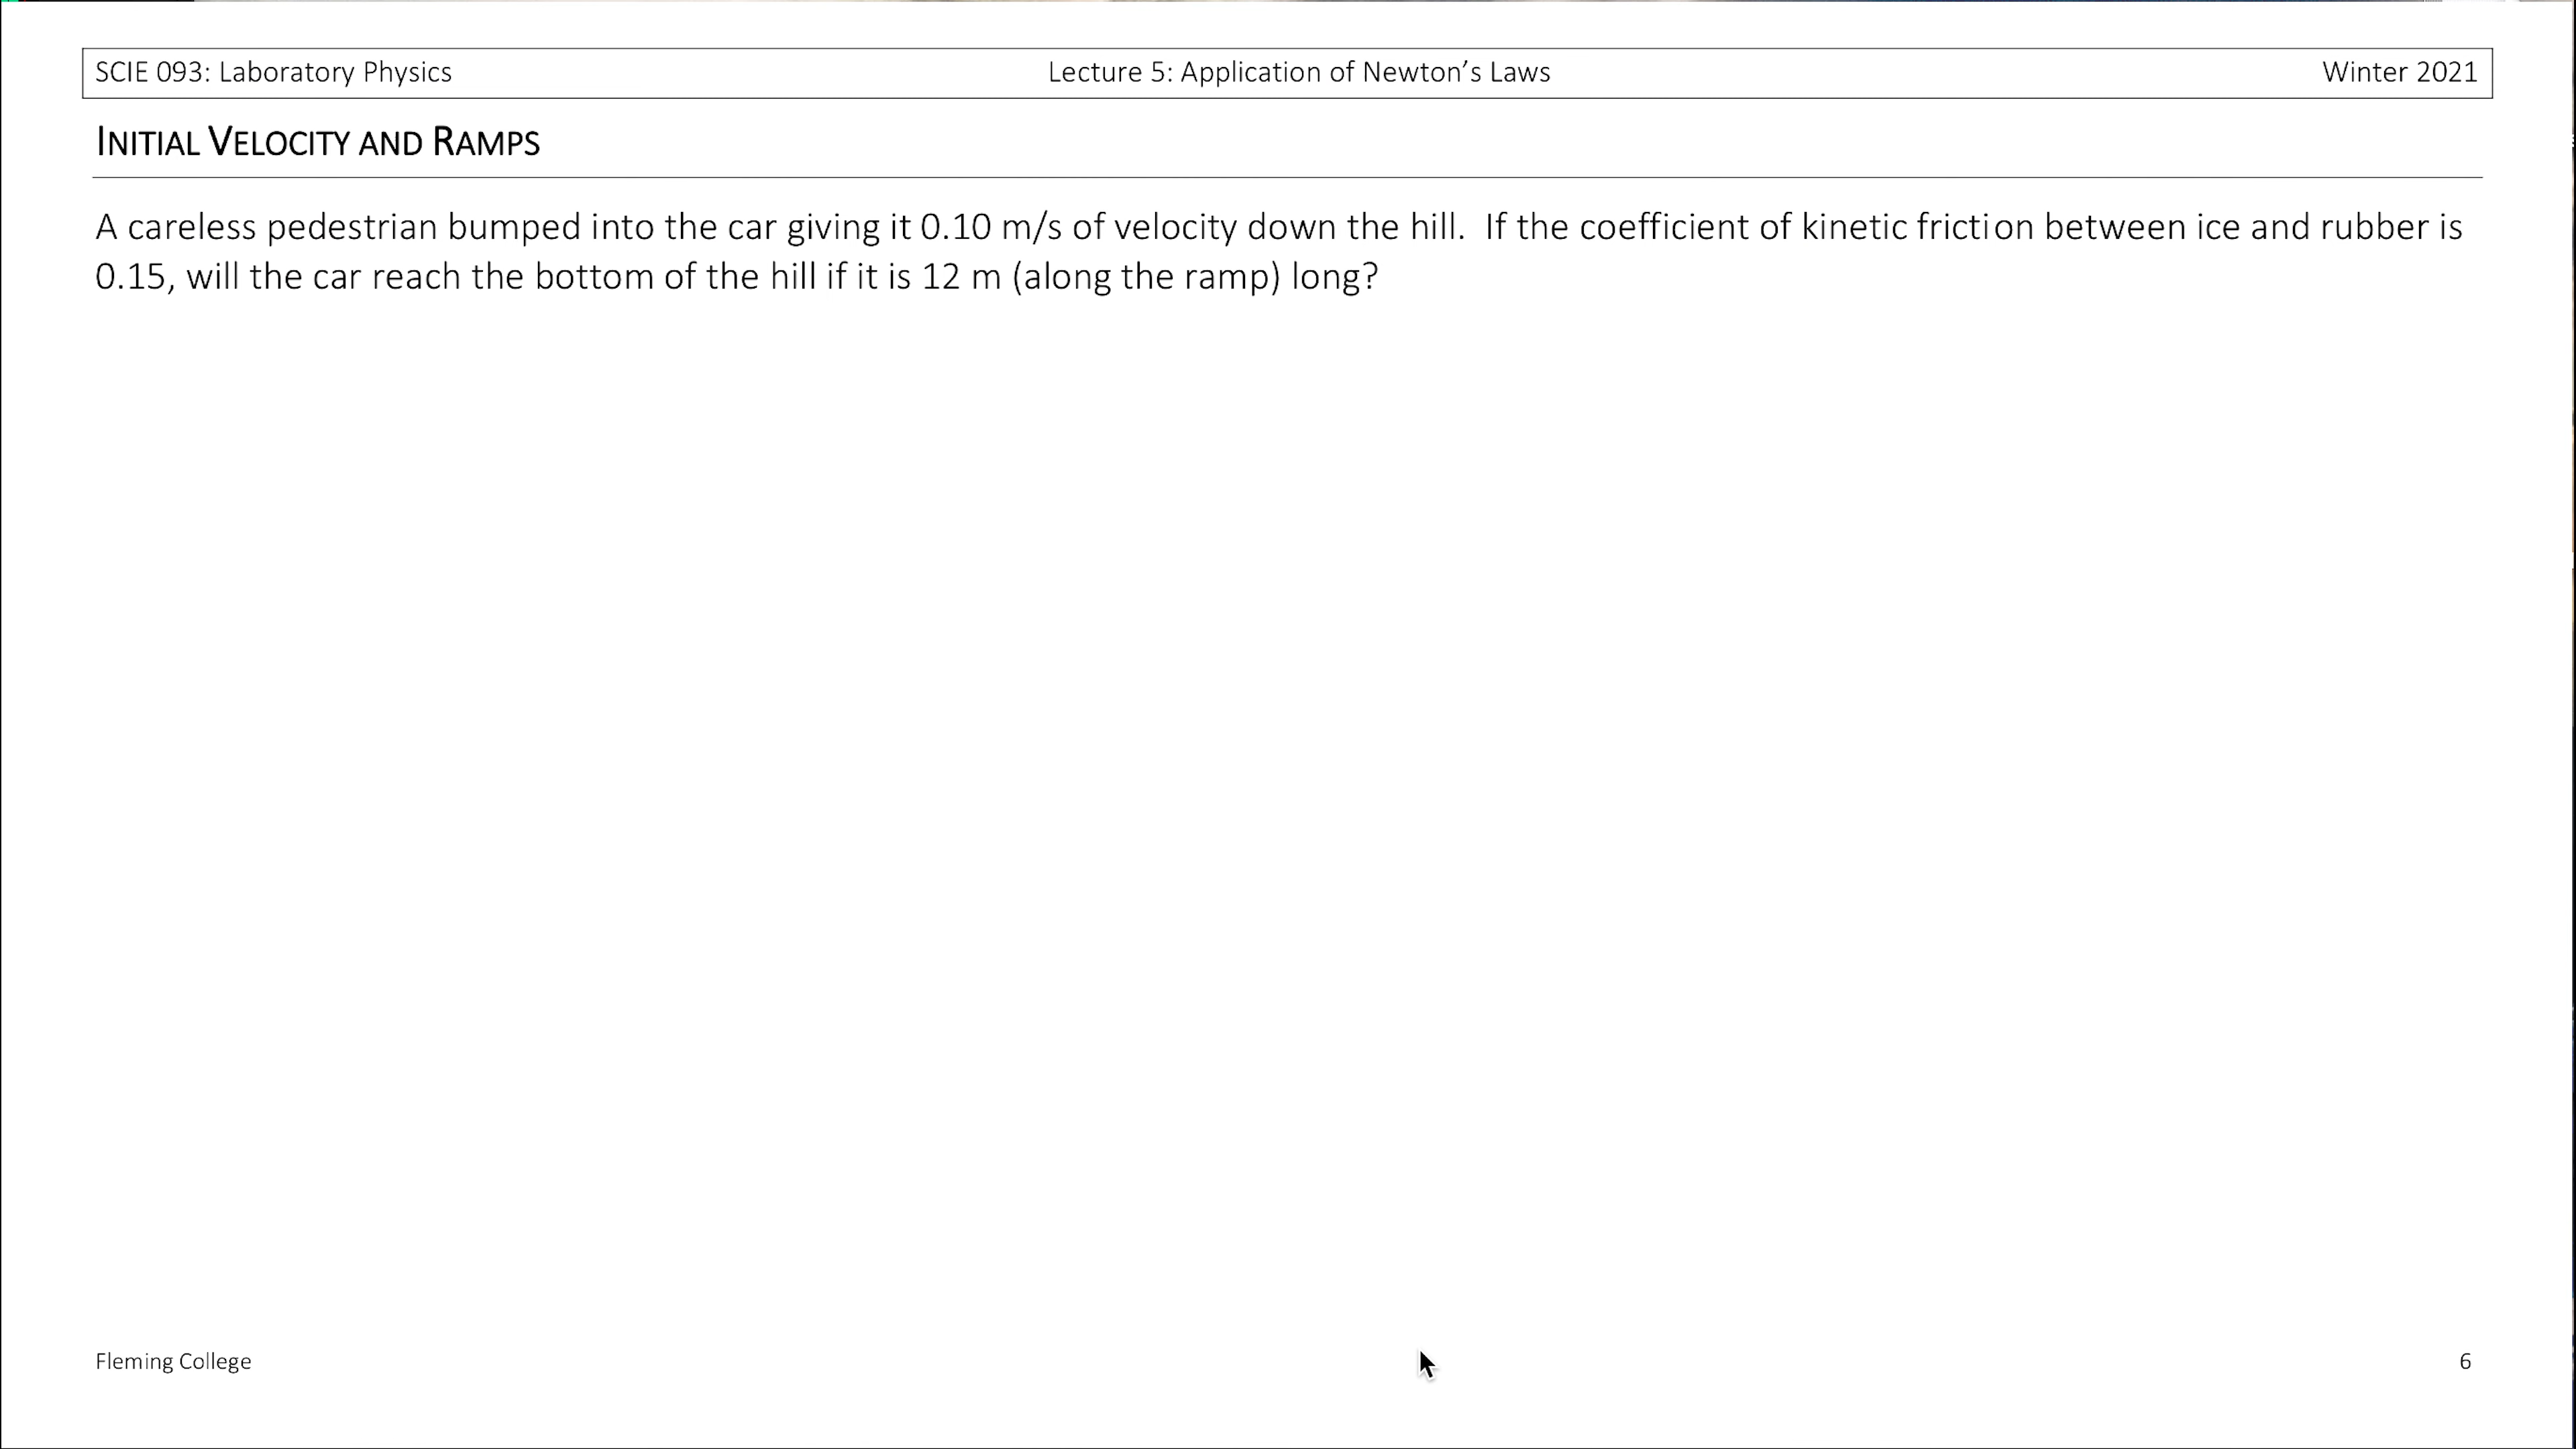 SCIE 093: Laboratory Physics Lecture 5: Application of Newton’s Laws Winter 2021
INITIAL VELOCITY AND RAMPS
A careless pedestrian bumped into the car giving it 0.10 m/s of velocity down the hill.  If the coefficient of kinetic friction between ice and rubber is
0.15, will the car reach the bottom of the hill if it is 12 m (along the ramp) long?
Fleming College 6